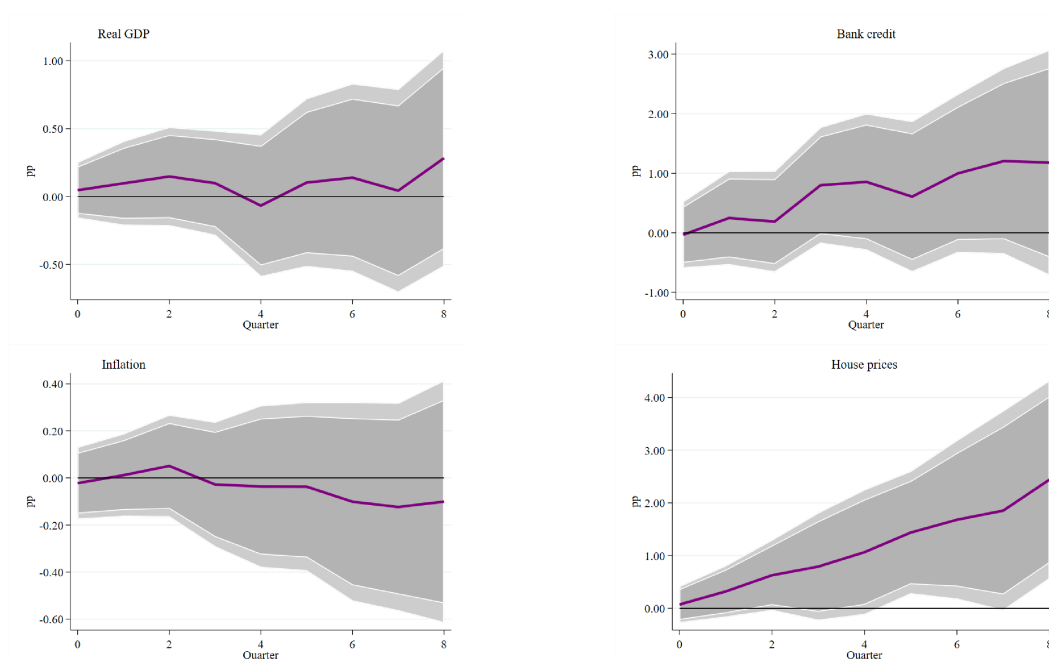 Real GDP
1.00
0.50
0.00
-0.50
pp
0 2 4 6 8
Quarter
Bank credit
3.00
2.00
1.00
0.00
-1.00
pp
0 2 4 6 8
Quarter
Inflation
0.40
0.20
0.00
-0.20
-0.40
-0.60
pp
0 2 4 6 8
Quarter
House prices
4.00
3.00
2.00
1.00
0.00
pp
0 2 4 6 8
Quarter